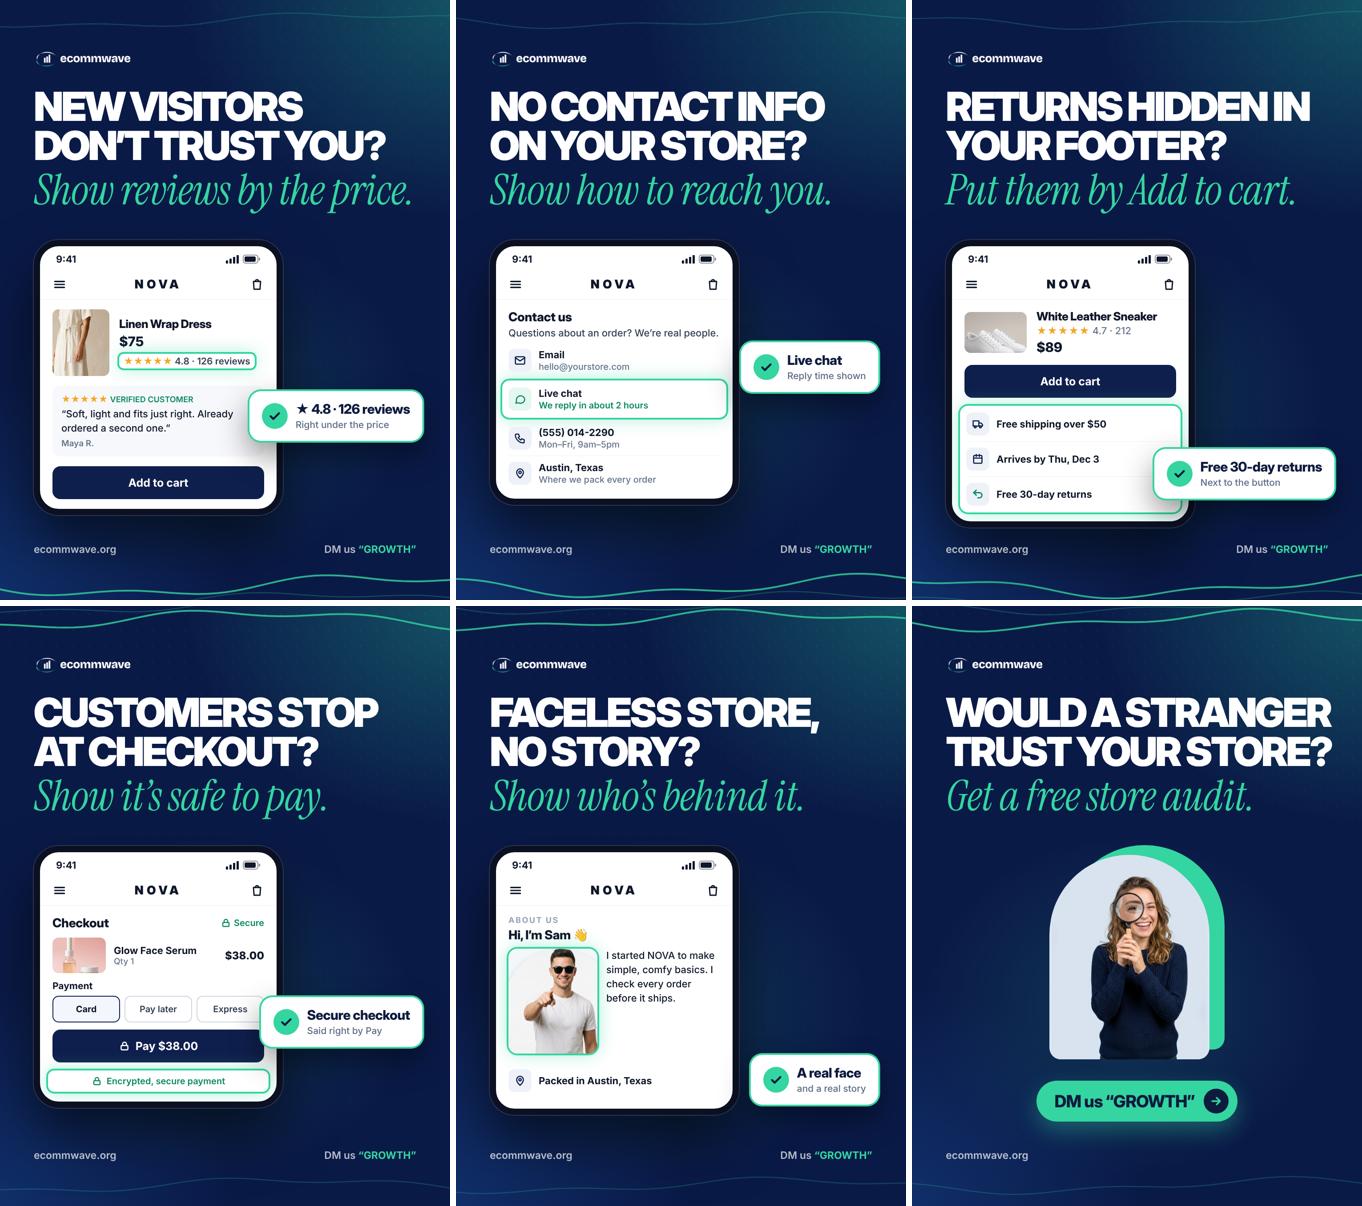 ecommwave
NEW VISITORS
DON'T TRUST YOU?
Show reviews by the price.
9:41
NOVA
Linen Wrap Dress
$75
★★★★★ 4.8 · 126 reviews
★★★★★ VERIFIED CUSTOMER
“Soft, light and fits just right. Already
ordered a second one.”
Maya R.
Add to cart
★ 4.8 · 126 reviews
Right under the price
ecommwave.org
DM us “GROWTH”
ecommwave
NO CONTACT INFO
ON YOUR STORE?
Show how to reach you.
9:41
NOVA
Contact us
Questions about an order? We’re real people.
Email
hello@yourstore.com
Live chat
We reply in about 2 hours
(555) 014-2290
Mon–Fri, 9am–5pm
Austin, Texas
Where we pack every order
Live chat
Reply time shown
ecommwave.org
DM us “GROWTH”
ecommwave
RETURNS HIDDEN IN
YOUR FOOTER?
Put them by Add to cart.
9:41
NOVA
White Leather Sneaker
★★★★★ 4.7 · 212
$89
Add to cart
Free shipping over $50
Arrives by Thu, Dec 3
Free 30-day returns
Free 30-day returns
Next to the button
ecommwave.org
DM us “GROWTH”
ecommwave
CUSTOMERS STOP
AT CHECKOUT?
Show it’s safe to pay.
9:41
NOVA
Checkout
Secure
Glow Face Serum
Qty 1
$38.00
Payment
Card
Pay later
Express
Pay $38.00
Encrypted, secure payment
Secure checkout
Said right by Pay
ecommwave.org
DM us “GROWTH”
ecommwave
FACELESS STORE,
NO STORY?
Show who’s behind it.
9:41
NOVA
ABOUT US
Hi, I’m Sam 👋
I started NOVA to make
simple, comfy basics. I
check every order
before it ships.
Packed in Austin, Texas
A real face
and a real story
ecommwave.org
DM us “GROWTH”
ecommwave
WOULD A STRANGER
TRUST YOUR STORE?
Get a free store audit.
DM us “GROWTH”
ecommwave.org